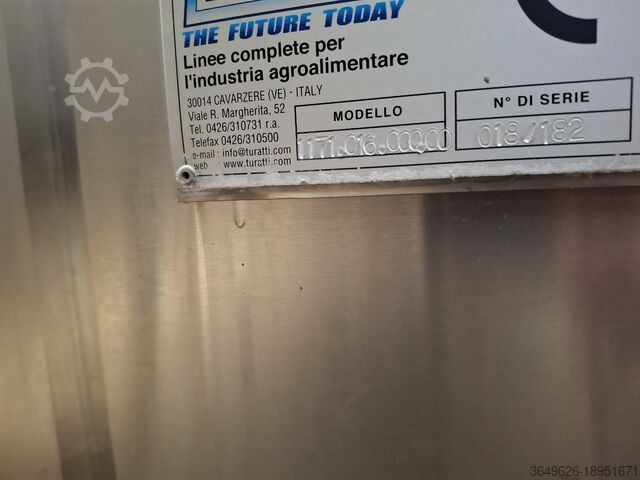 THE FUTURE TODAY
Linee complete per
l'industria agroalimentare
30014 CAVARZERE (VE) - ITALY
Viale R. Margherita, 52
Tel. 0426/310731 r.a.
Telefax 0426/310500
e-mail : info@turatti.com
web : www.turatti.com
MODELLO
1171.016.000.00
N° DI SERIE
018/182
3649626-18951671